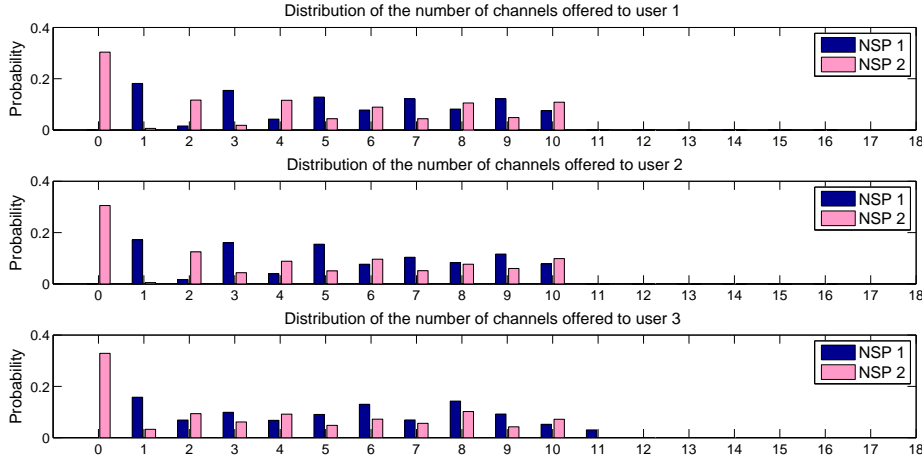 Distribution of the number of channels offered to user 1
Probability
0.4
0.2
0
NSP 1
NSP 2
0 1 2 3 4 5 6 7 8 9 10 11 12 13 14 15 16 17 18
Distribution of the number of channels offered to user 2
Probability
0.4
0.2
0
NSP 1
NSP 2
0 1 2 3 4 5 6 7 8 9 10 11 12 13 14 15 16 17 18
Distribution of the number of channels offered to user 3
Probability
0.4
0.2
0
NSP 1
NSP 2
0 1 2 3 4 5 6 7 8 9 10 11 12 13 14 15 16 17 18